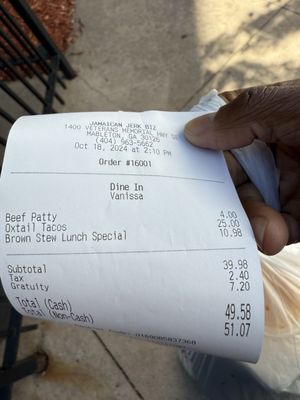 JAMAICAN JERK BIZ
1400 VETERANS MEMORIAL HWY SE
MABLETON, GA 30126
(404) 963-5662
Oct 18, 2024 at 2:10 PM
Order #16001
Dine In
Vanissa
Beef Patty 4.00
Oxtail Tacos 25.00
Brown Stew Lunch Special 10.98
Subtotal 39.98
Tax 2.40
Gratuity 7.20
Total (Cash) 49.58
Total (Non-Cash) 51.07